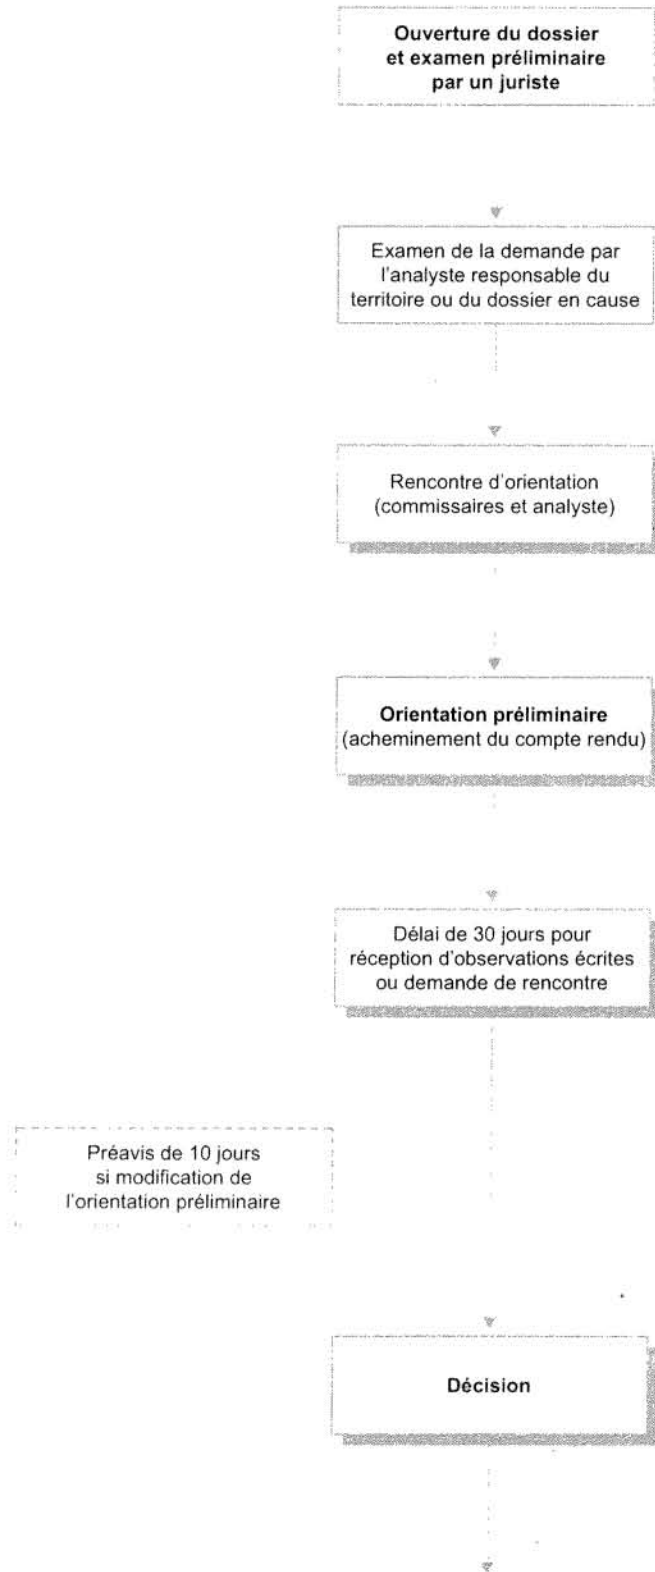 Ouverture du dossier
et examen préliminaire
par un juriste
Examen de la demande par
l'analyste responsable du
territoire ou du dossier en cause
Rencontre d'orientation
(commissaires et analyste)
Orientation préliminaire
(acheminement du compte rendu)
Délai de 30 jours pour
réception d'observations écrites
ou demande de rencontre
Préavis de 10 jours
si modification de
l'orientation préliminaire
Décision